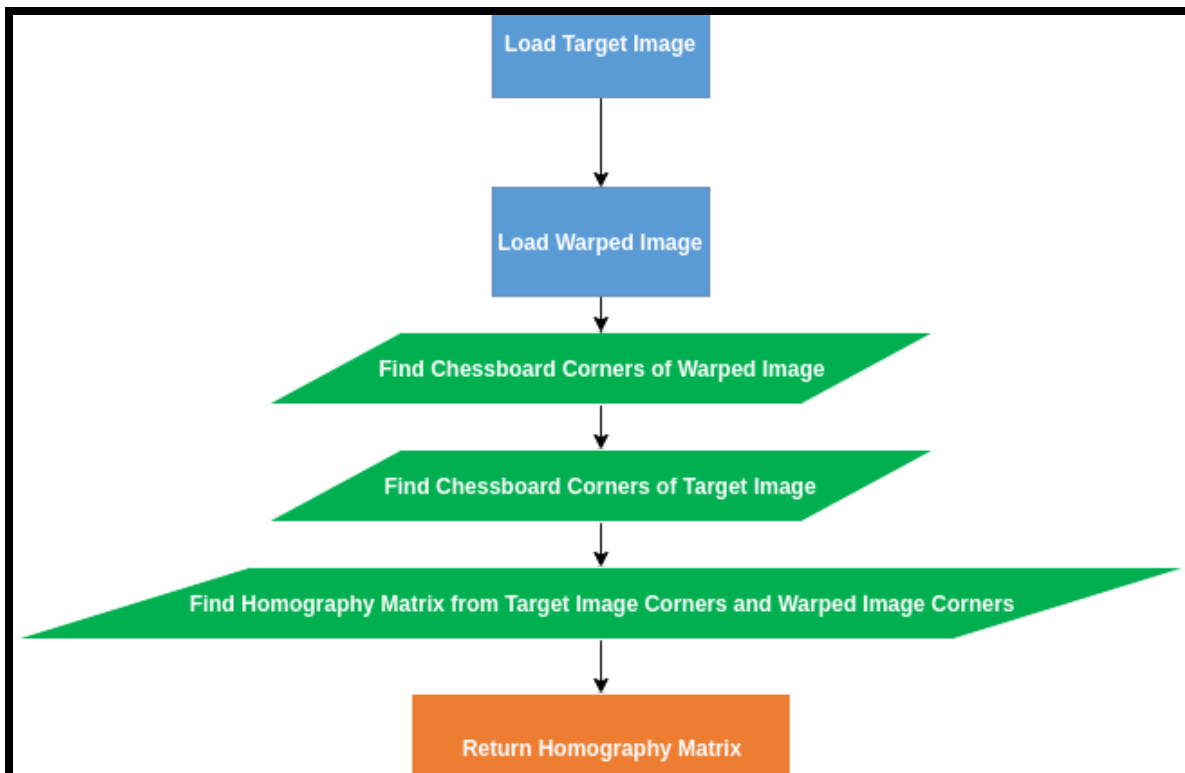 Load Target Image
Load Warped Image
Find Chessboard Corners of Warped Image
Find Chessboard Corners of Target Image
Find Homography Matrix from Target Image Corners and Warped Image Corners
Return Homography Matrix